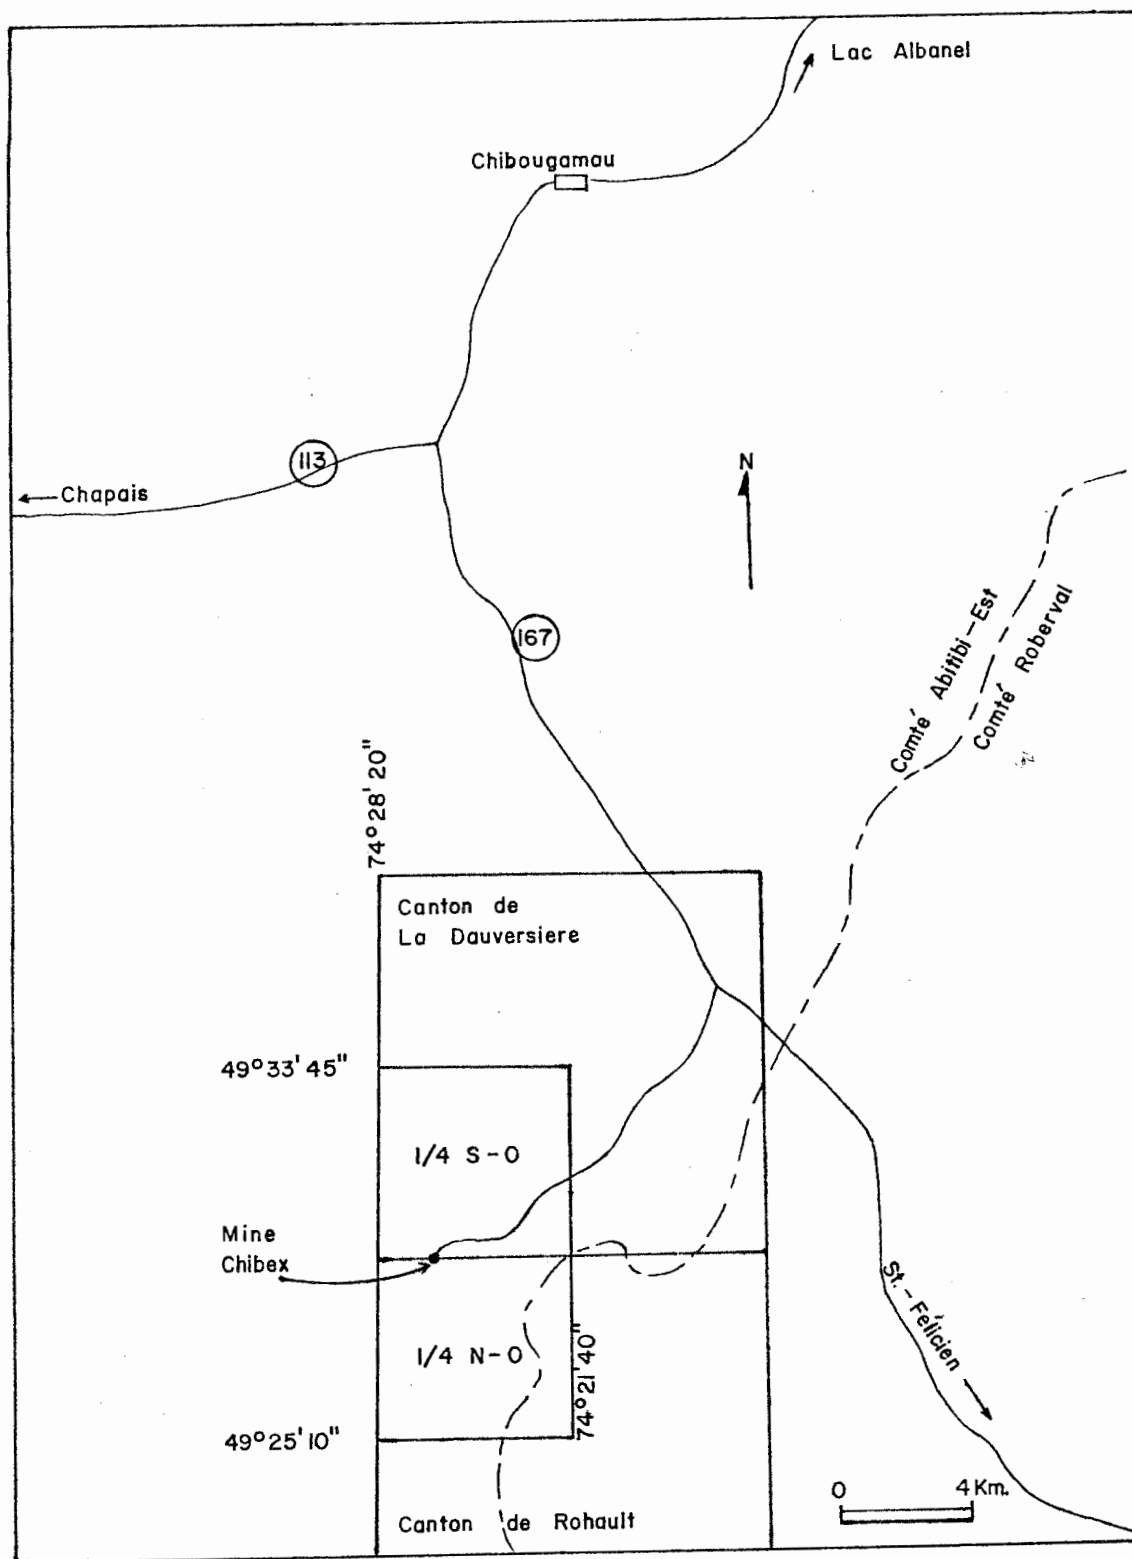 Lac Albanel
Chibougamau
113
Chapais
N
167
Comté Abitibi-Est
Comté Roberval
74° 28' 20"
Canton de
La Dauversiere
49° 33' 45"
1/4 S-O
Mine
Chibex
St.-Félicien
1/4 N-O
74° 21' 40"
49° 25' 10"
0 4 Km.
Canton de Rohault